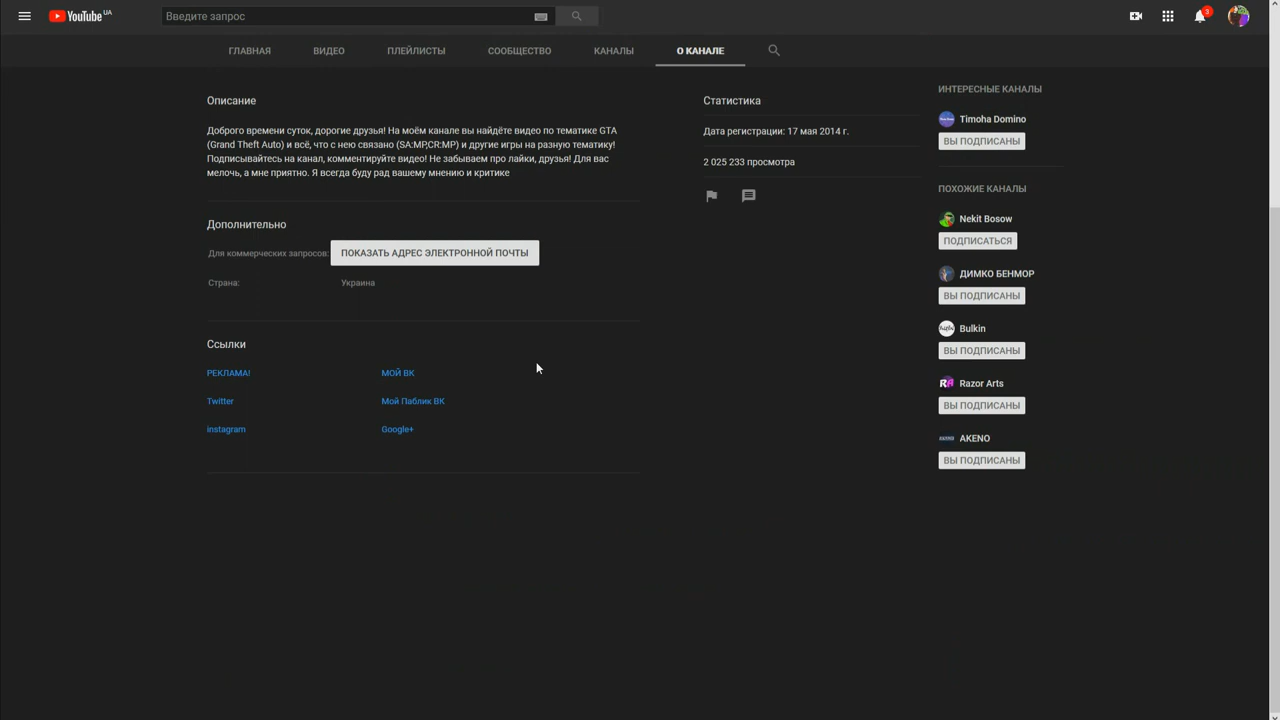 YouTube UA
Введите запрос
3
ГЛАВНАЯ
ВИДЕО
ПЛЕЙЛИСТЫ
СООБЩЕСТВО
КАНАЛЫ
О КАНАЛЕ
Описание
Доброго времени суток, дорогие друзья! На моём канале вы найдёте видео по тематике GTA
(Grand Theft Auto) и всё, что с нею связано (SA:MP,CR:MP) и другие игры на разную тематику!
Подписывайтесь на канал, комментируйте видео! Не забываем про лайки, друзья! Для вас
мелочь, а мне приятно. Я всегда буду рад вашему мнению и критике
Дополнительно
Для коммерческих запросов: ПОКАЗАТЬ АДРЕС ЭЛЕКТРОННОЙ ПОЧТЫ
Страна: Украина
Ссылки
РЕКЛАМА! МОЙ ВК
Twitter Мой Паблик ВК
instagram Google+
Статистика
Дата регистрации: 17 мая 2014 г.
2 025 233 просмотра
ИНТЕРЕСНЫЕ КАНАЛЫ
Timoha Domino
ВЫ ПОДПИСАНЫ
ПОХОЖИЕ КАНАЛЫ
Nekit Bosow
ПОДПИСАТЬСЯ
ДИМКО БЕНМОР
ВЫ ПОДПИСАНЫ
Bulkin
ВЫ ПОДПИСАНЫ
RA Razor Arts
ВЫ ПОДПИСАНЫ
AKENO
ВЫ ПОДПИСАНЫ